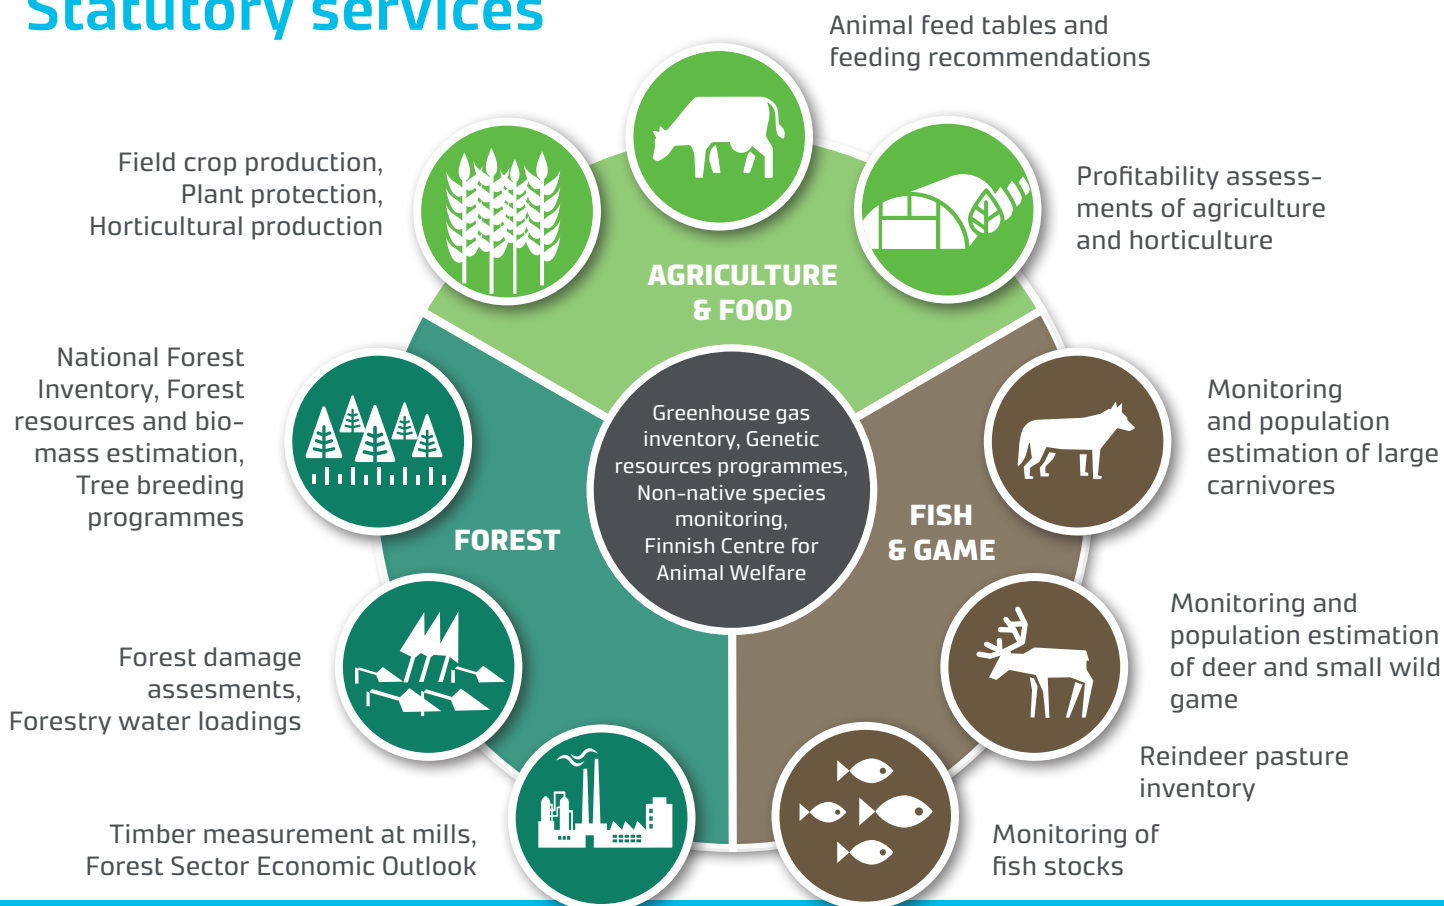 Statutory services
Animal feed tables and
feeding recommendations
Field crop production,
Plant protection,
Horticultural production
Profitability assess-
ments of agriculture
and horticulture
AGRICULTURE
& FOOD
National Forest
Inventory, Forest
resources and bio-
mass estimation,
Tree breeding
programmes
Greenhouse gas
inventory, Genetic
resources programmes,
Non-native species
monitoring,
Finnish Centre for
Animal Welfare
Monitoring
and population
estimation of large
carnivores
FOREST
FISH
& GAME
Forest damage
assesments,
Forestry water loadings
Monitoring and
population estimation
of deer and small wild
game
Reindeer pasture
inventory
Timber measurement at mills,
Forest Sector Economic Outlook
Monitoring of
fish stocks